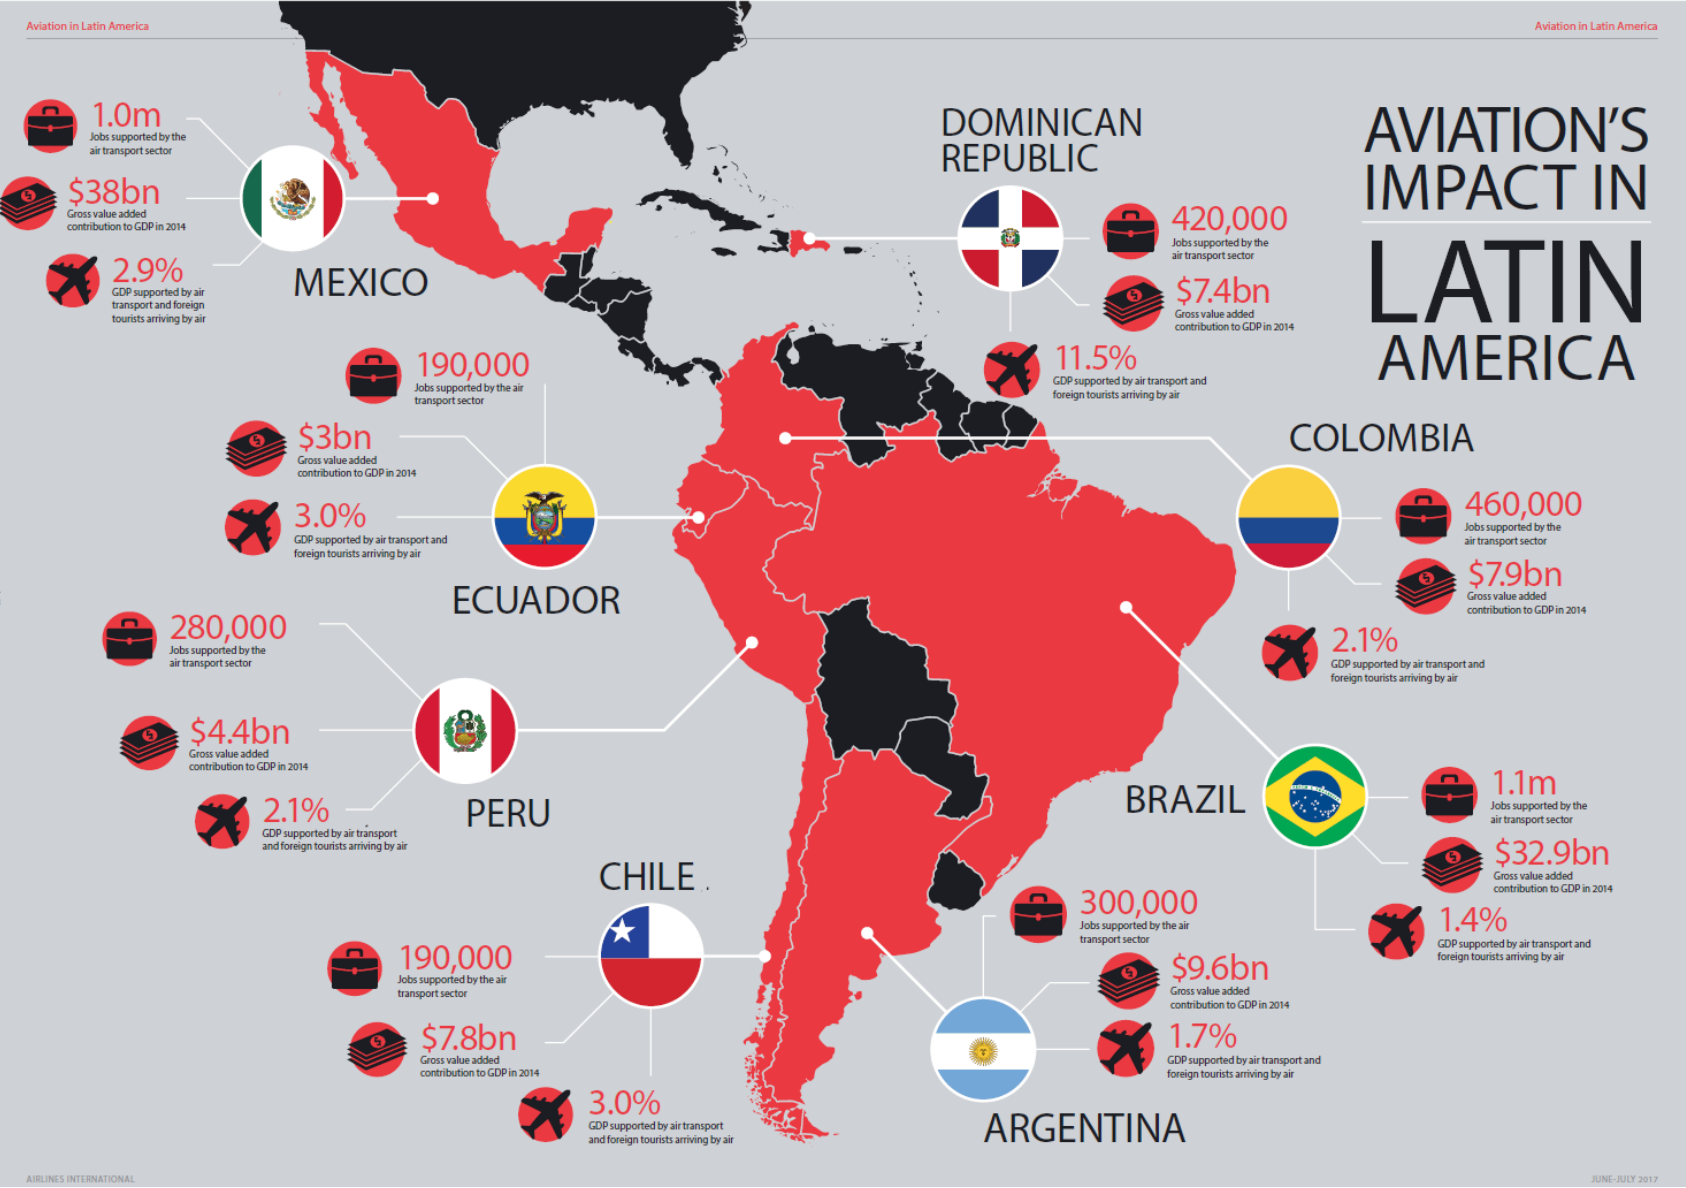 Aviation in Latin America
Aviation in Latin America
AVIATION'S
IMPACT IN
LATIN
AMERICA
1.0m
Jobs supported by the
air transport sector
$38bn
Gross value added
contribution to GDP in 2014
2.9%
GDP supported by air
transport and foreign
tourists arriving by air
MEXICO
DOMINICAN
REPUBLIC
420,000
Jobs supported by the
air transport sector
$7.4bn
Gross value added
contribution to GDP in 2014
11.5%
GDP supported by air transport and
foreign tourists arriving by air
190,000
Jobs supported by the air
transport sector
$3bn
Gross value added
contribution to GDP in 2014
3.0%
GDP supported by air transport and
foreign tourists arriving by air
ECUADOR
COLOMBIA
460,000
Jobs supported by the
air transport sector
$7.9bn
Gross value added
contribution to GDP in 2014
2.1%
GDP supported by air transport and
foreign tourists arriving by air
280,000
Jobs supported by the
air transport sector
$4.4bn
Gross value added
contribution to GDP in 2014
2.1%
GDP supported by air transport
and foreign tourists arriving by air
PERU
BRAZIL
1.1m
Jobs supported by the
air transport sector
$32.9bn
Gross value added
contribution to GDP in 2014
1.4%
GDP supported by air transport and
foreign tourists arriving by air
CHILE
190,000
Jobs supported by the air
transport sector
$7.8bn
Gross value added
contribution to GDP in 2014
3.0%
GDP supported by air transport
and foreign tourists arriving by air
300,000
Jobs supported by the air
transport sector
$9.6bn
Gross value added
contribution to GDP in 2014
1.7%
GDP supported by air transport and
foreign tourists arriving by air
ARGENTINA
AIRLINES INTERNATIONAL
JUNE-JULY 2017